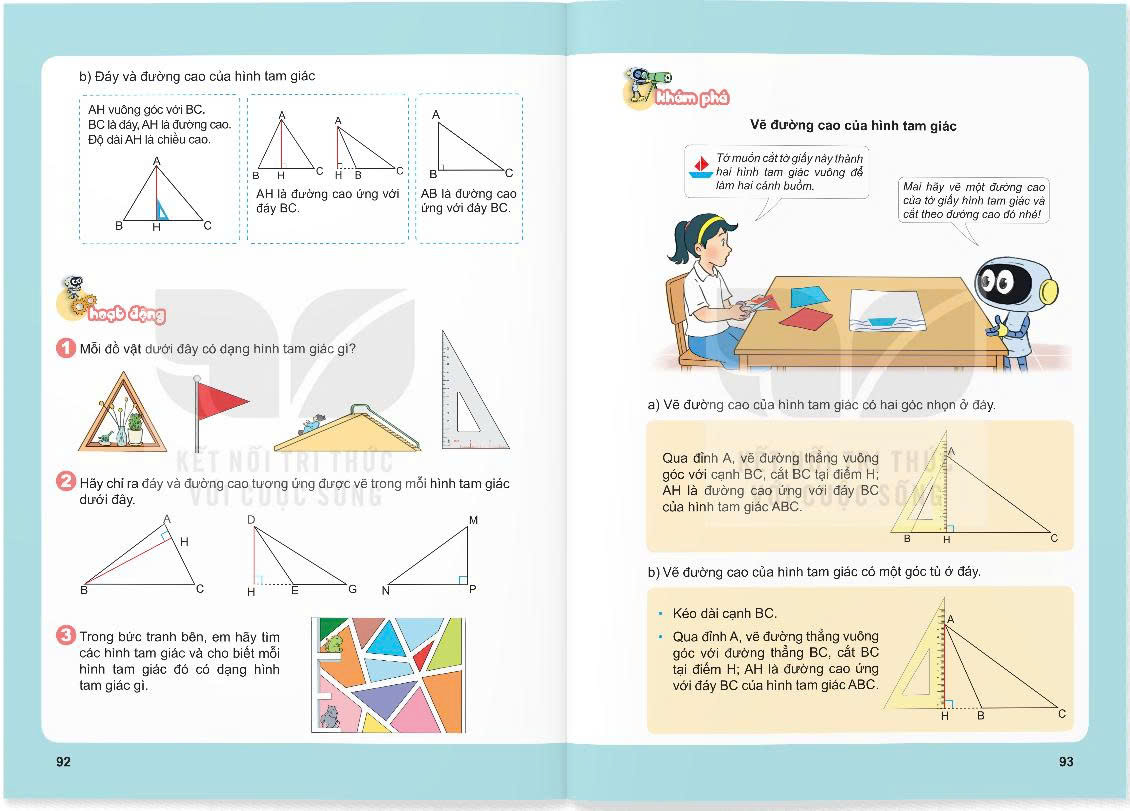 b) Đáy và đường cao của hình tam giác
AH vuông góc với BC.
BC là đáy, AH là đường cao.
Độ dài AH là chiều cao.
A
B H C
A
B H C
A
H B C
AH là đường cao ứng với
đáy BC.
A
B C
AB là đường cao
ứng với đáy BC.
hoạt động
1 Mỗi đồ vật dưới đây có dạng hình tam giác gì?
2 Hãy chỉ ra đáy và đường cao tương ứng được vẽ trong mỗi hình tam giác
dưới đây.
A
H
B C
D
H E G
M
N P
3 Trong bức tranh bên, em hãy tìm
các hình tam giác và cho biết mỗi
hình tam giác đó có dạng hình
tam giác gì.
92
khám phá
Vẽ đường cao của hình tam giác
Tớ muốn cắt tờ giấy này thành
hai hình tam giác vuông để
làm hai cánh buồm.
Mai hãy vẽ một đường cao
của tờ giấy hình tam giác và
cắt theo đường cao đó nhé!
a) Vẽ đường cao của hình tam giác có hai góc nhọn ở đáy.
Qua đỉnh A, vẽ đường thẳng vuông
góc với cạnh BC, cắt BC tại điểm H;
AH là đường cao ứng với đáy BC
của hình tam giác ABC.
A
B H C
b) Vẽ đường cao của hình tam giác có một góc tù ở đáy.
• Kéo dài cạnh BC.
• Qua đỉnh A, vẽ đường thẳng vuông
góc với đường thẳng BC, cắt BC
tại điểm H; AH là đường cao ứng
với đáy BC của hình tam giác ABC.
A
H B C
93
KẾT NỐI TRI THỨC
VỚI CUỘC SỐNG